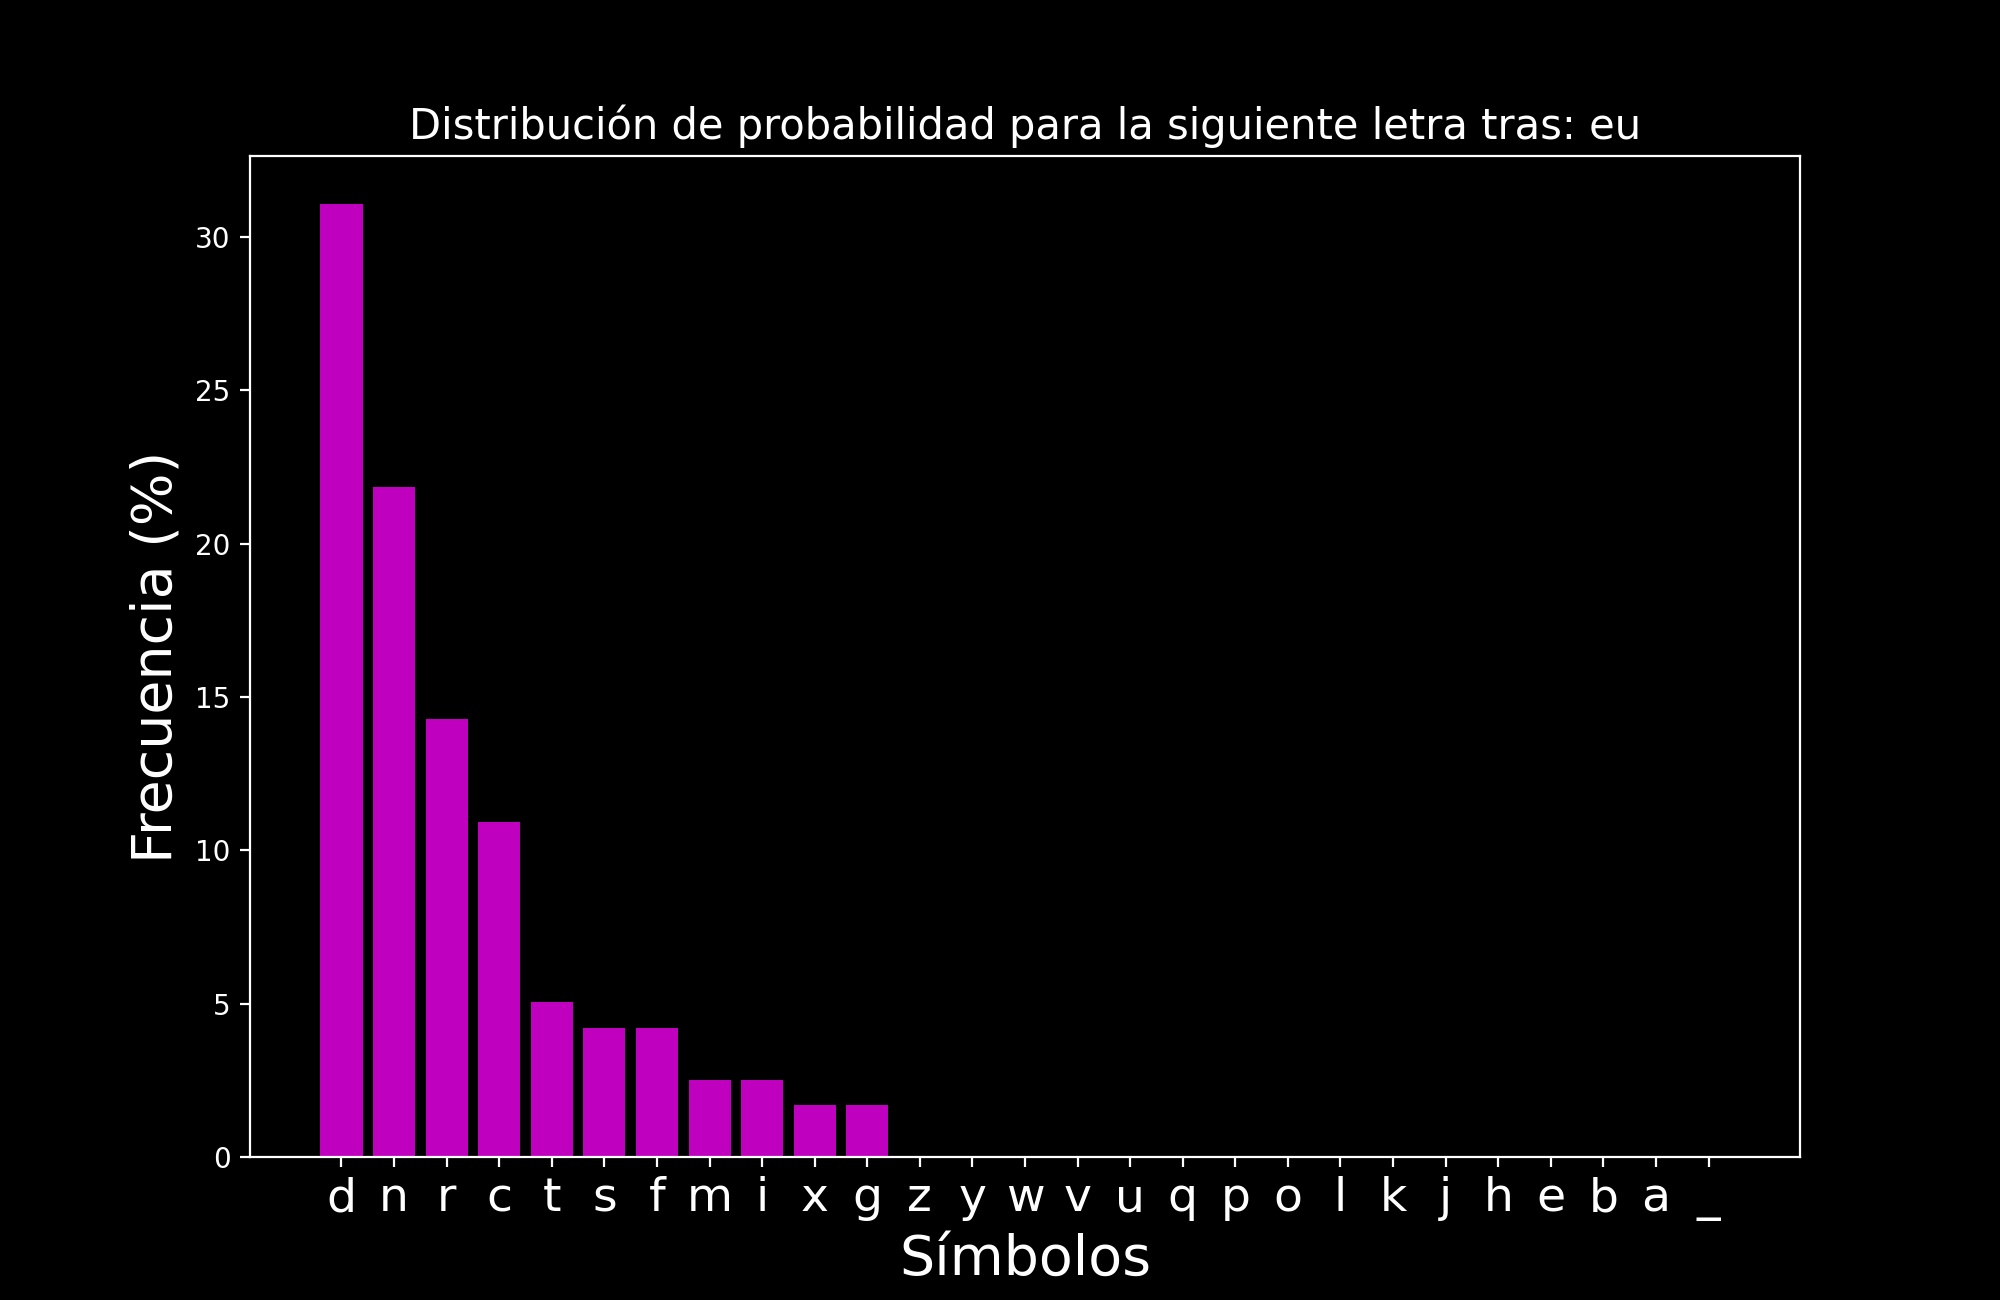 Distribución de probabilidad para la siguiente letra tras: eu
Frecuencia (%)
30
25
20
15
10
5
0
d n r c t s f m i x g z y w v u q p o l k j h e b a _
Símbolos